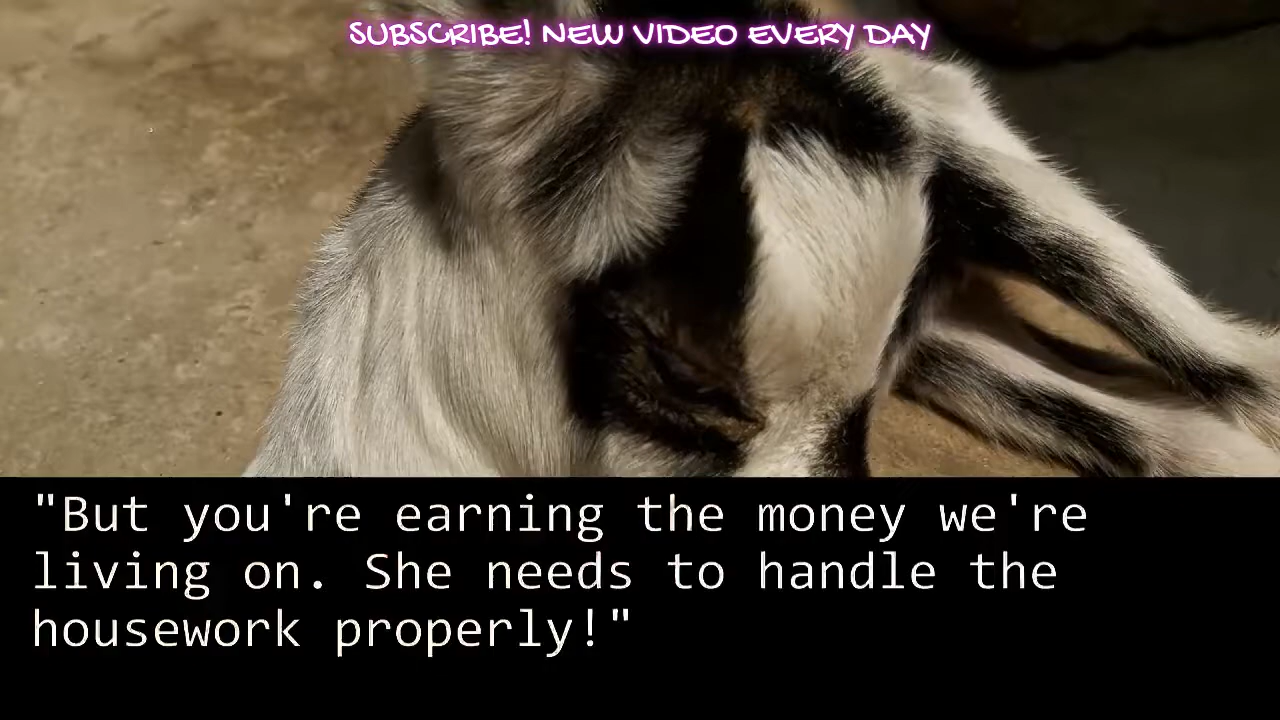 SUBSCRIBE! NEW VIDEO EVERY DAY
"But you're earning the money we're
living on. She needs to handle the
housework properly!"